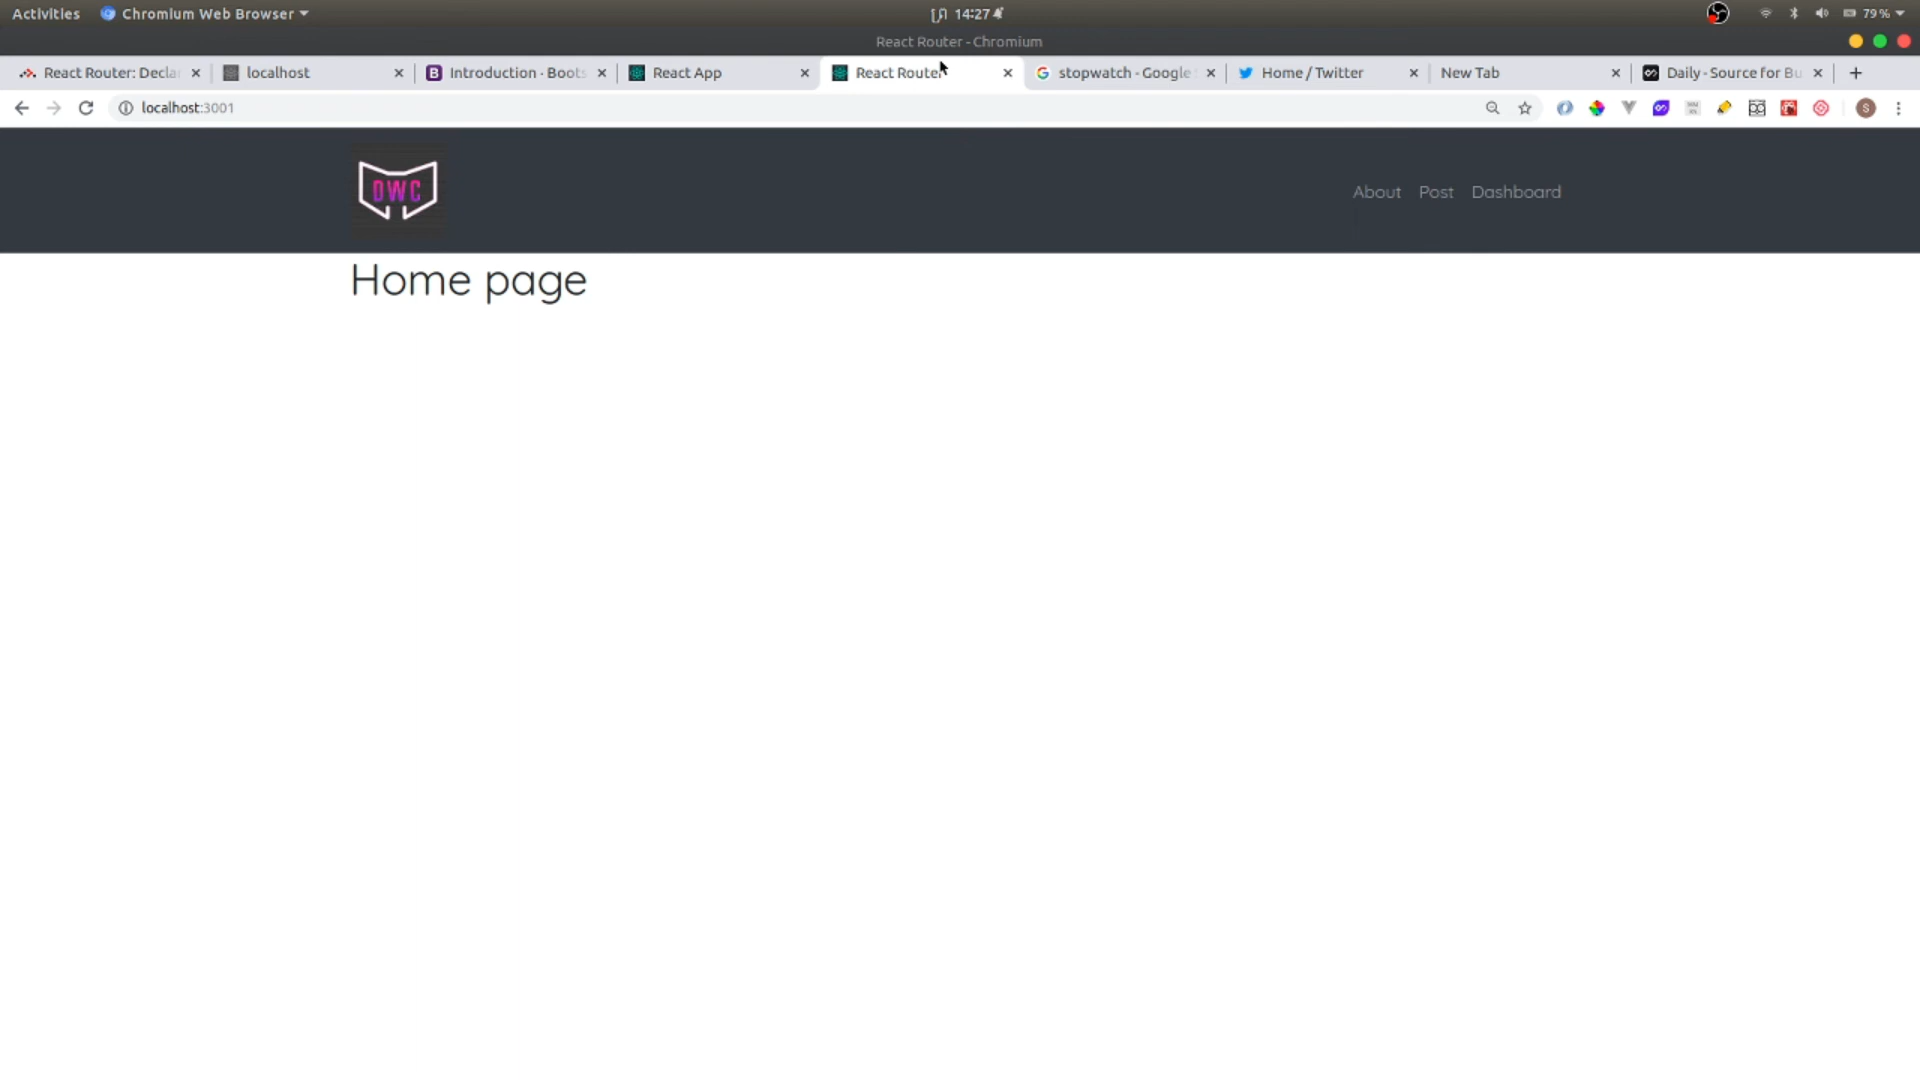 Activities Chromium Web Browser 14:27 79%
React Router - Chromium
React Router: Decla localhost Introduction · Boots React App React Router stopwatch - Google Home / Twitter New Tab Daily - Source for Bu
localhost:3001 S
DWC About Post Dashboard
Home page